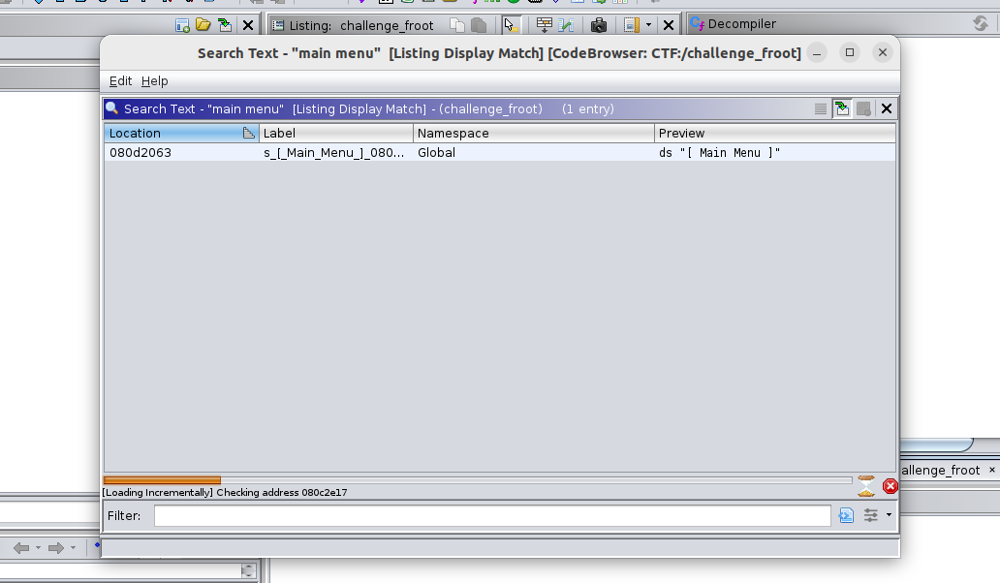 Listing: challenge_froot
Decompiler
Search Text - "main menu" [Listing Display Match] [CodeBrowser: CTF:/challenge_froot]
Edit Help
Search Text - "main menu" [Listing Display Match] - (challenge_froot) (1 entry)
Location Label Namespace Preview
080d2063 s_[_Main_Menu_]_080... Global ds "[ Main Menu ]"
allenge_froot ×
[Loading Incrementally] Checking address 080c2e17
Filter: